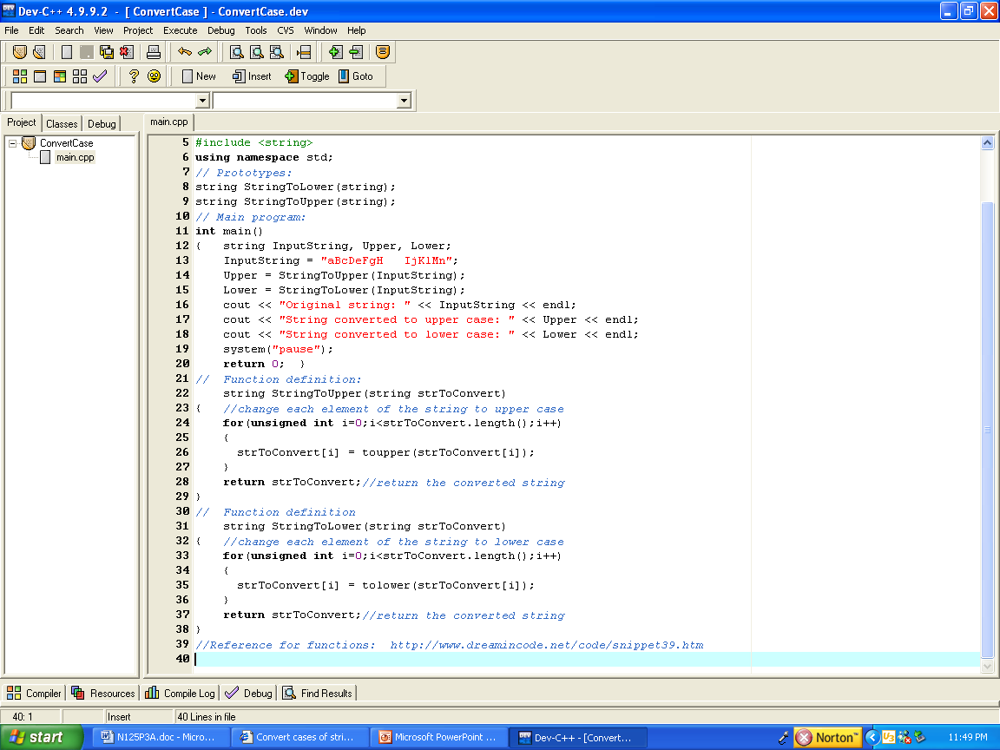 Dev-C++ 4.9.9.2 - [ ConvertCase ] - ConvertCase.dev
File Edit Search View Project Execute Debug Tools CVS Window Help
New Insert Toggle Goto
Project Classes Debug main.cpp
ConvertCase
main.cpp
5 #include <string>
6 using namespace std;
7 // Prototypes:
8 string StringToLower(string);
9 string StringToUpper(string);
10 // Main program:
11 int main()
12 {   string InputString, Upper, Lower;
13     InputString = "aBcDeFgH   IjKlMn";
14     Upper = StringToUpper(InputString);
15     Lower = StringToLower(InputString);
16     cout << "Original string: " << InputString << endl;
17     cout << "String converted to upper case: " << Upper << endl;
18     cout << "String converted to lower case: " << Lower << endl;
19     system("pause");
20     return 0;  }
21 //  Function definition:
22     string StringToUpper(string strToConvert)
23 {   //change each element of the string to upper case
24     for(unsigned int i=0;i<strToConvert.length();i++)
25     {
26       strToConvert[i] = toupper(strToConvert[i]);
27     }
28     return strToConvert;//return the converted string
29 }
30 //  Function definition
31     string StringToLower(string strToConvert)
32 {   //change each element of the string to lower case
33     for(unsigned int i=0;i<strToConvert.length();i++)
34     {
35       strToConvert[i] = tolower(strToConvert[i]);
36     }
37     return strToConvert;//return the converted string
38 }
39 //Reference for functions:  http://www.dreamincode.net/code/snippet39.htm
40
Compiler Resources Compile Log Debug Find Results
40: 1 Insert 40 Lines in file
start N125P3A.doc - Micro... Convert cases of stri... Microsoft PowerPoint ... Dev-C++ - [Convert... Norton™ 11:49 PM